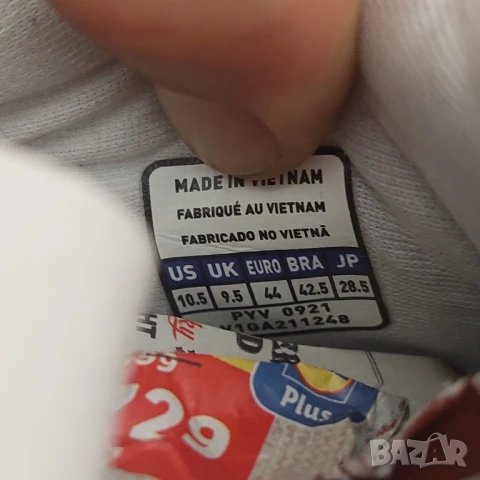 MADE IN VIETNAM
FABRIQUÉ AU VIETNAM
FABRICADO NO VIETNÃ
US UK EURO BRA JP
10.5 9.5 44 42.5 28.5
PYV 0921
V10A211248
Plus
BAZAR